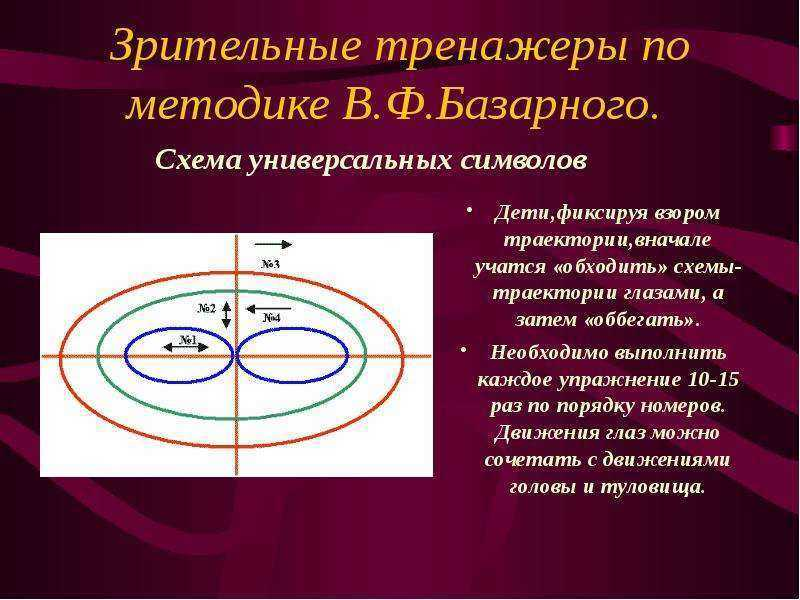 Зрительные тренажеры по
методике В.Ф.Базарного.
Схема универсальных символов
№3
№2
№4
№1
• Дети,фиксируя взором
траектории,вначале
учатся «обходить» схемы-
траектории глазами, а
затем «оббегать».
• Необходимо выполнить
каждое упражнение 10-15
раз по порядку номеров.
Движения глаз можно
сочетать с движениями
головы и туловища.